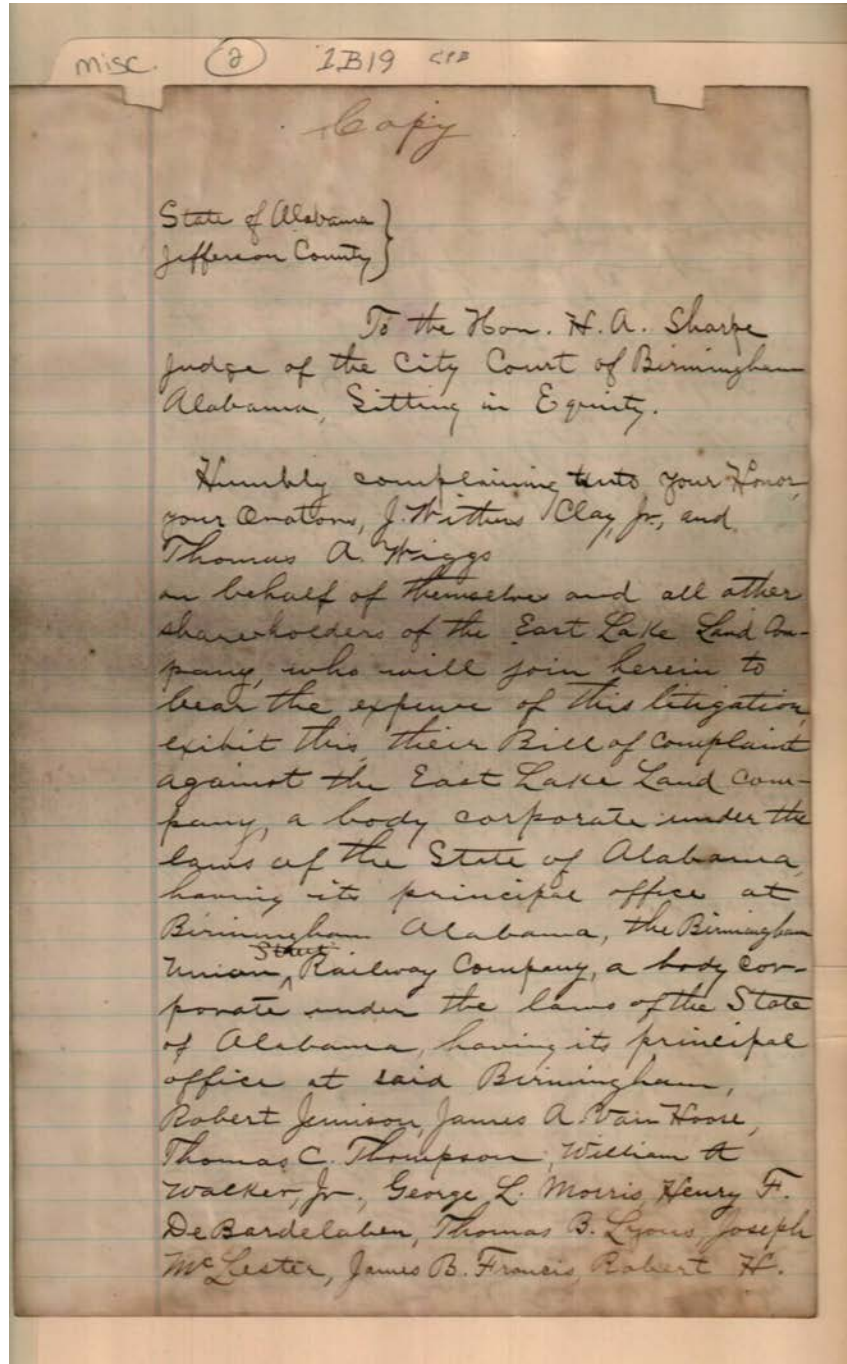 misc. 2 1B19 CPB
Copy
State of Alabama }
Jefferson County }
To the Hon. H. A. Sharpe
Judge of the City Court of Birmingham
Alabama, Sitting in Equity.
Humbly complaining unto your Honor,
your Orators, J. Withers Clay, Jr., and
Thomas A. Wiggs
on behalf of themselves and all other
shareholders of the East Lake Land Com-
pany, who will join herein to
bear the expense of this litigation,
exibit this, their Bill of Complaint
against the East Lake Land Com-
pany, a body corporate under the
laws of the State of Alabama,
having its principal office at
Birmingham Alabama, the Birmingham
Street
Union ^ Railway Company, a body cor-
porate under the laws of the State
of Alabama, having its principal
office at said Birmingham,
Robert Jemison, James A. Van Hoose,
Thomas C. Thompson, William A
Walker, Jr., George L. Morris, Henry F.
DeBardelaben, Thomas B. Lyons, Joseph
McLester, James B. Francis, Robert H.